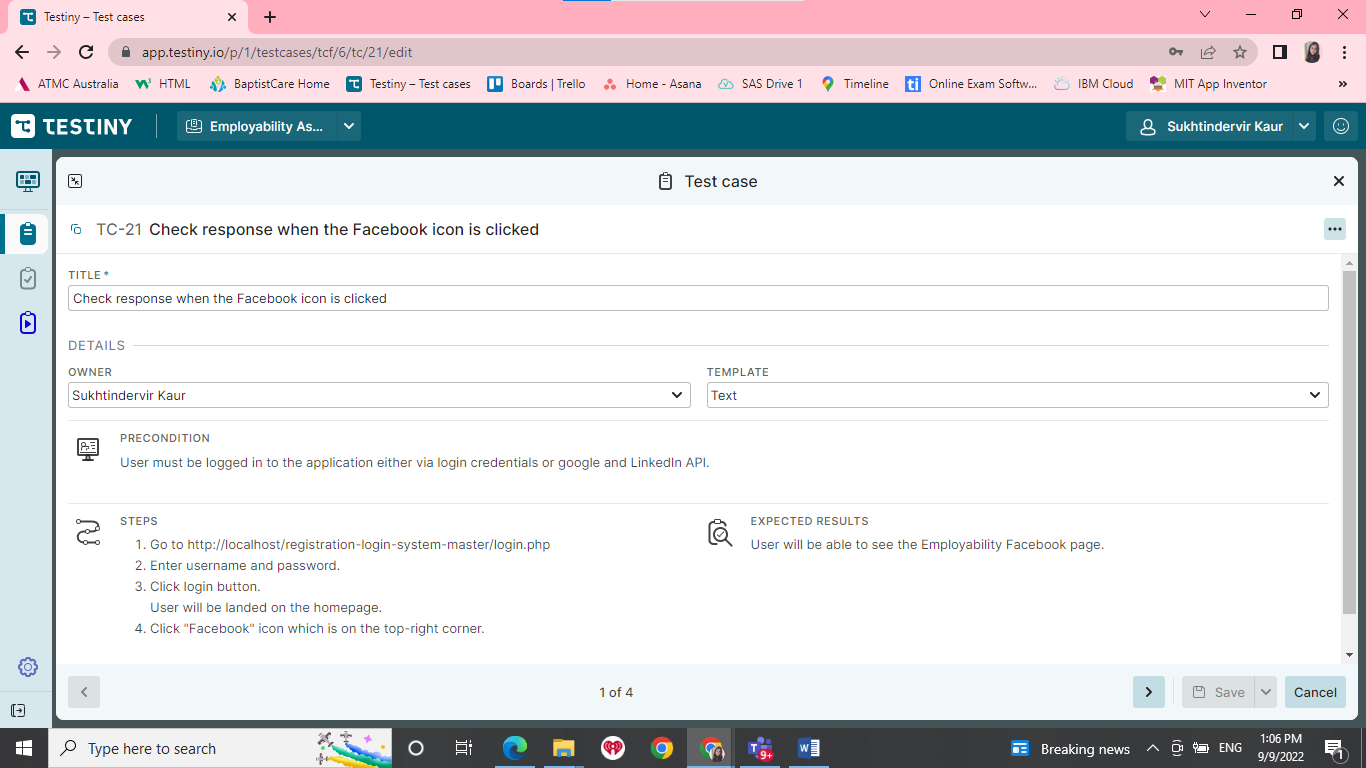 Testiny – Test cases
app.testiny.io/p/1/testcases/tcf/6/tc/21/edit
ATMC Australia HTML BaptistCare Home Testiny – Test cases Boards | Trello Home - Asana SAS Drive 1 Timeline Online Exam Softw... IBM Cloud MIT App Inventor »
TESTINY Employability As... Sukhtindervir Kaur
Test case
TC-21 Check response when the Facebook icon is clicked
TITLE *
Check response when the Facebook icon is clicked
DETAILS
OWNER TEMPLATE
Sukhtindervir Kaur Text
PRECONDITION
User must be logged in to the application either via login credentials or google and LinkedIn API.
STEPS EXPECTED RESULTS
1. Go to http://localhost/registration-login-system-master/login.php User will be able to see the Employability Facebook page.
2. Enter username and password.
3. Click login button.
User will be landed on the homepage.
4. Click "Facebook" icon which is on the top-right corner.
1 of 4 Save Cancel
Type here to search 9+ Breaking news ENG 1:06 PM 1
9/9/2022